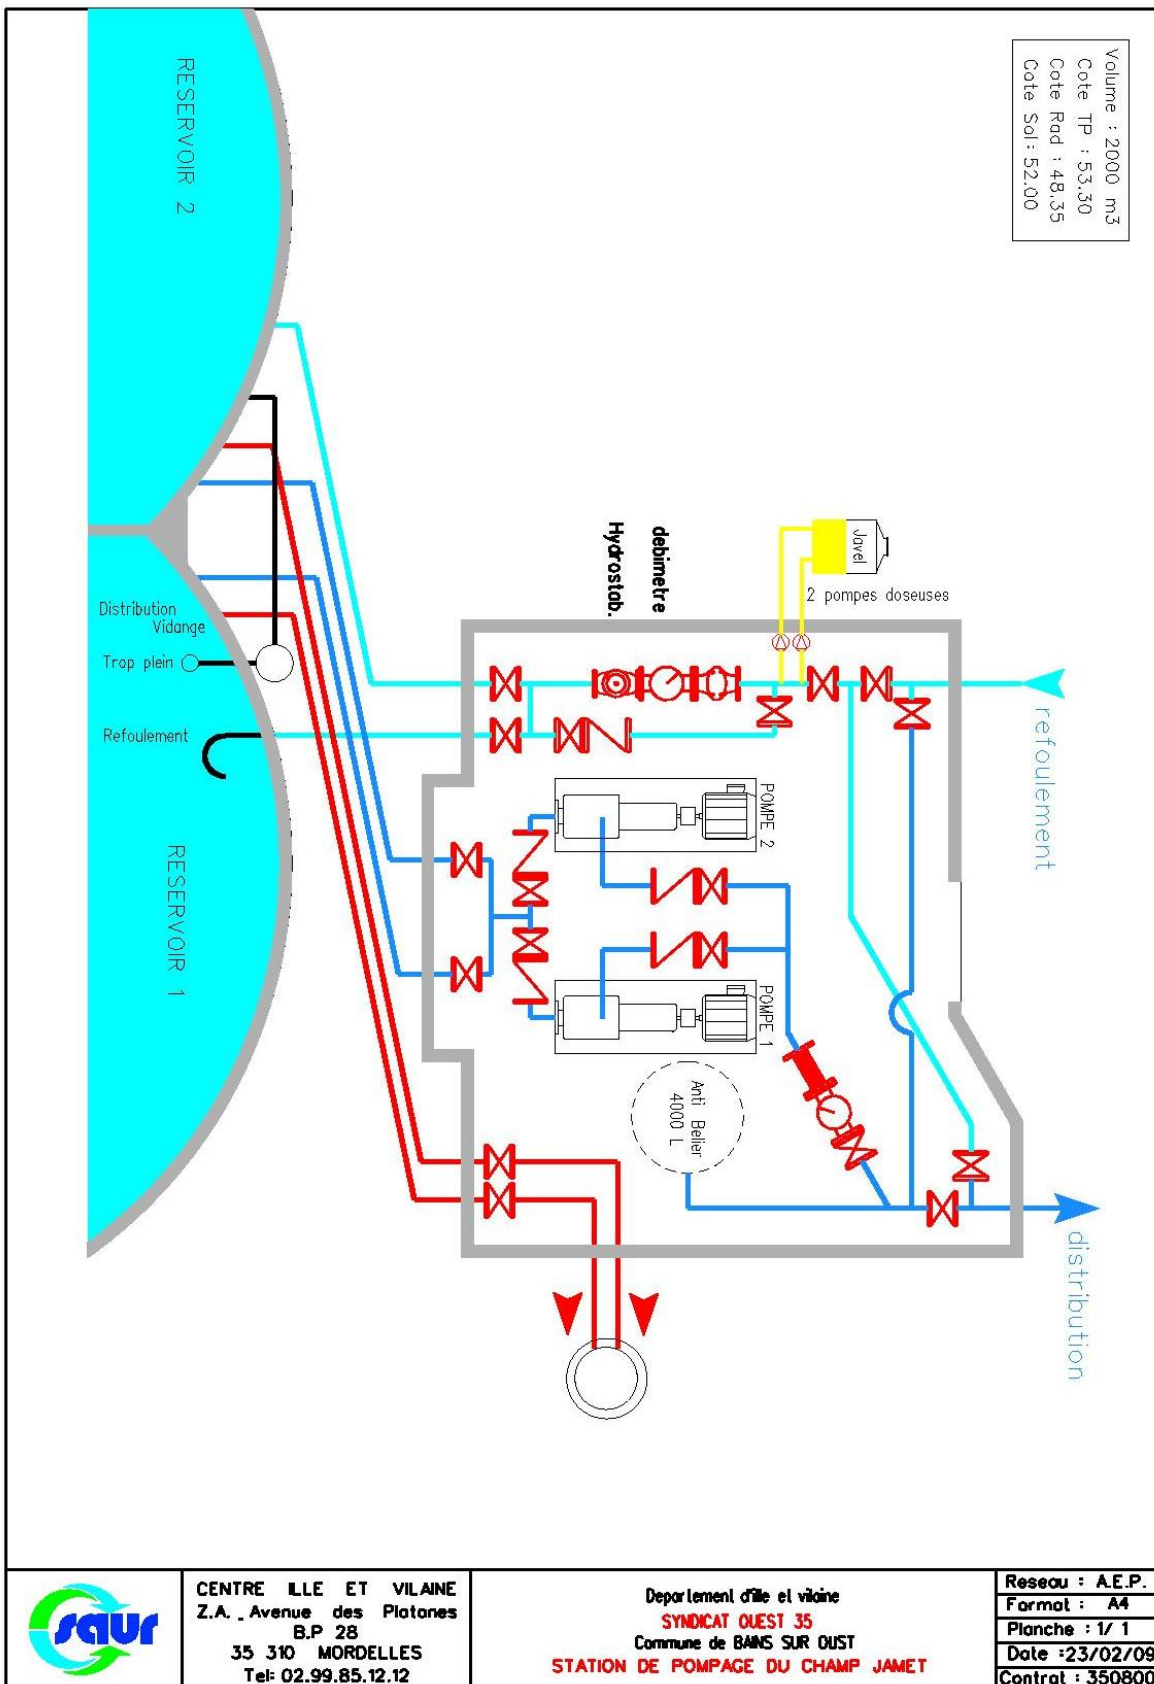 Volume : 2000 m3
Cote TP : 53.30
Cote Rad : 48.35
Cote Sol : 52.00
RESERVOIR 2
debimetre
Hydrostab.
Javel
2 pompes doseuses
Distribution
Vidange
Trop plein
Refoulement
RESERVOIR 1
refoulement
POMPE 2
POMPE 1
Anti Belier
4000 L
distribution
saur
CENTRE ILLE ET VILAINE
Z.A. Avenue des Platanes
B.P 28
35 310 MORDELLES
Tel: 02.99.85.12.12
Departement d'ille et vilaine
SYNDICAT OUEST 35
Commune de BAINS SUR OUST
STATION DE POMPAGE DU CHAMP JAMET
Reseau : A.E.P.
Format : A4
Planche : 1/ 1
Date :23/02/09
Contrat : 350800